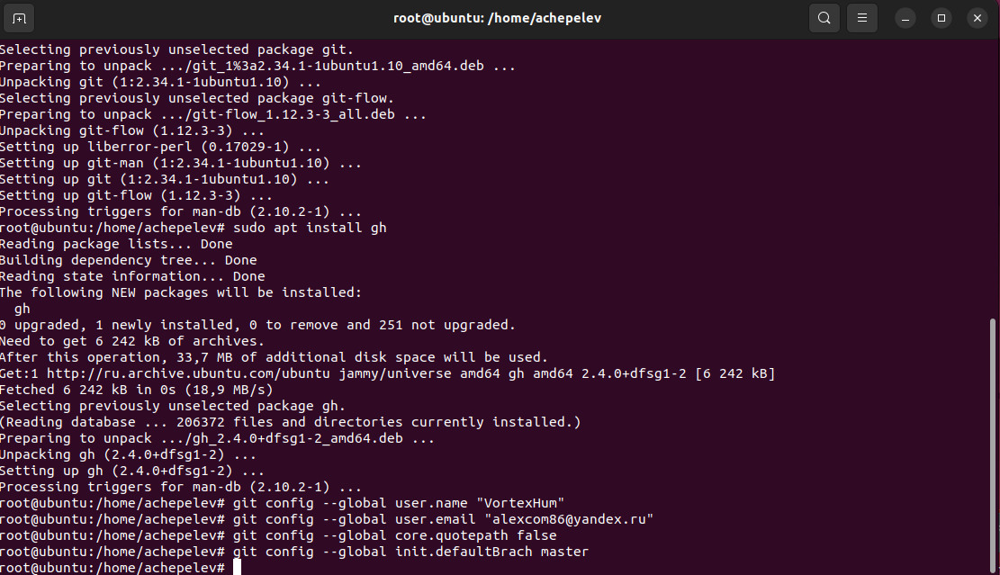 root@ubuntu: /home/achepelev
Selecting previously unselected package git.
Preparing to unpack .../git_1%3a2.34.1-1ubuntu1.10_amd64.deb ...
Unpacking git (1:2.34.1-1ubuntu1.10) ...
Selecting previously unselected package git-flow.
Preparing to unpack .../git-flow_1.12.3-3_all.deb ...
Unpacking git-flow (1.12.3-3) ...
Setting up liberror-perl (0.17029-1) ...
Setting up git-man (1:2.34.1-1ubuntu1.10) ...
Setting up git (1:2.34.1-1ubuntu1.10) ...
Setting up git-flow (1.12.3-3) ...
Processing triggers for man-db (2.10.2-1) ...
root@ubuntu:/home/achepelev# sudo apt install gh
Reading package lists... Done
Building dependency tree... Done
Reading state information... Done
The following NEW packages will be installed:
  gh
0 upgraded, 1 newly installed, 0 to remove and 251 not upgraded.
Need to get 6 242 kB of archives.
After this operation, 33,7 MB of additional disk space will be used.
Get:1 http://ru.archive.ubuntu.com/ubuntu jammy/universe amd64 gh amd64 2.4.0+dfsg1-2 [6 242 kB]
Fetched 6 242 kB in 0s (18,9 MB/s)
Selecting previously unselected package gh.
(Reading database ... 206372 files and directories currently installed.)
Preparing to unpack .../gh_2.4.0+dfsg1-2_amd64.deb ...
Unpacking gh (2.4.0+dfsg1-2) ...
Setting up gh (2.4.0+dfsg1-2) ...
Processing triggers for man-db (2.10.2-1) ...
root@ubuntu:/home/achepelev# git config --global user.name "VortexHum"
root@ubuntu:/home/achepelev# git config --global user.email "alexcom86@yandex.ru"
root@ubuntu:/home/achepelev# git config --global core.quotepath false
root@ubuntu:/home/achepelev# git config --global init.defaultBrach master
root@ubuntu:/home/achepelev#